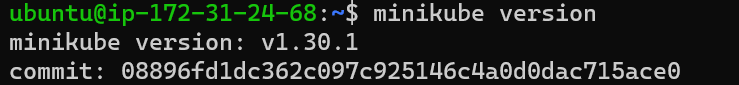 ubuntu@ip-172-31-24-68:~$ minikube version
minikube version: v1.30.1
commit: 08896fd1dc362c097c925146c4a0d0dac715ace0